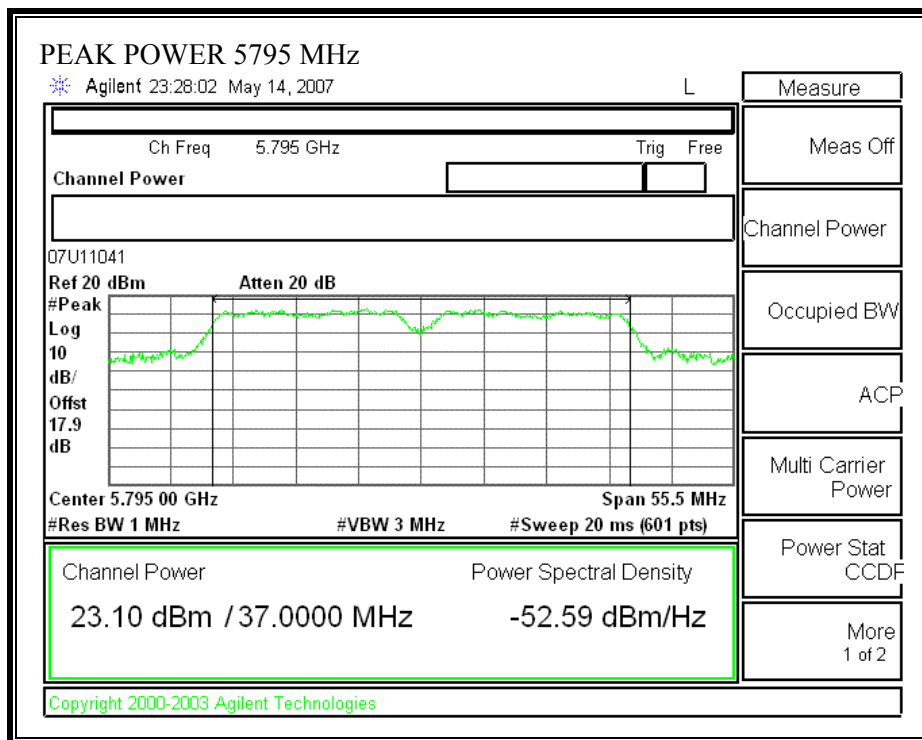 PEAK POWER 5795 MHz
Agilent 23:28:02 May 14, 2007 L
Measure
Ch Freq 5.795 GHz Trig Free
Meas Off
Channel Power
Channel Power
07U11041
Ref 20 dBm Atten 20 dB
#Peak
Log
10
dB/
Offst
17.9
dB
Occupied BW
ACP
Multi Carrier
Power
Center 5.795 00 GHz Span 55.5 MHz
#Res BW 1 MHz #VBW 3 MHz #Sweep 20 ms (601 pts)
Power Stat
CCDF
Channel Power Power Spectral Density
23.10 dBm / 37.0000 MHz -52.59 dBm/Hz
More
1 of 2
Copyright 2000-2003 Agilent Technologies